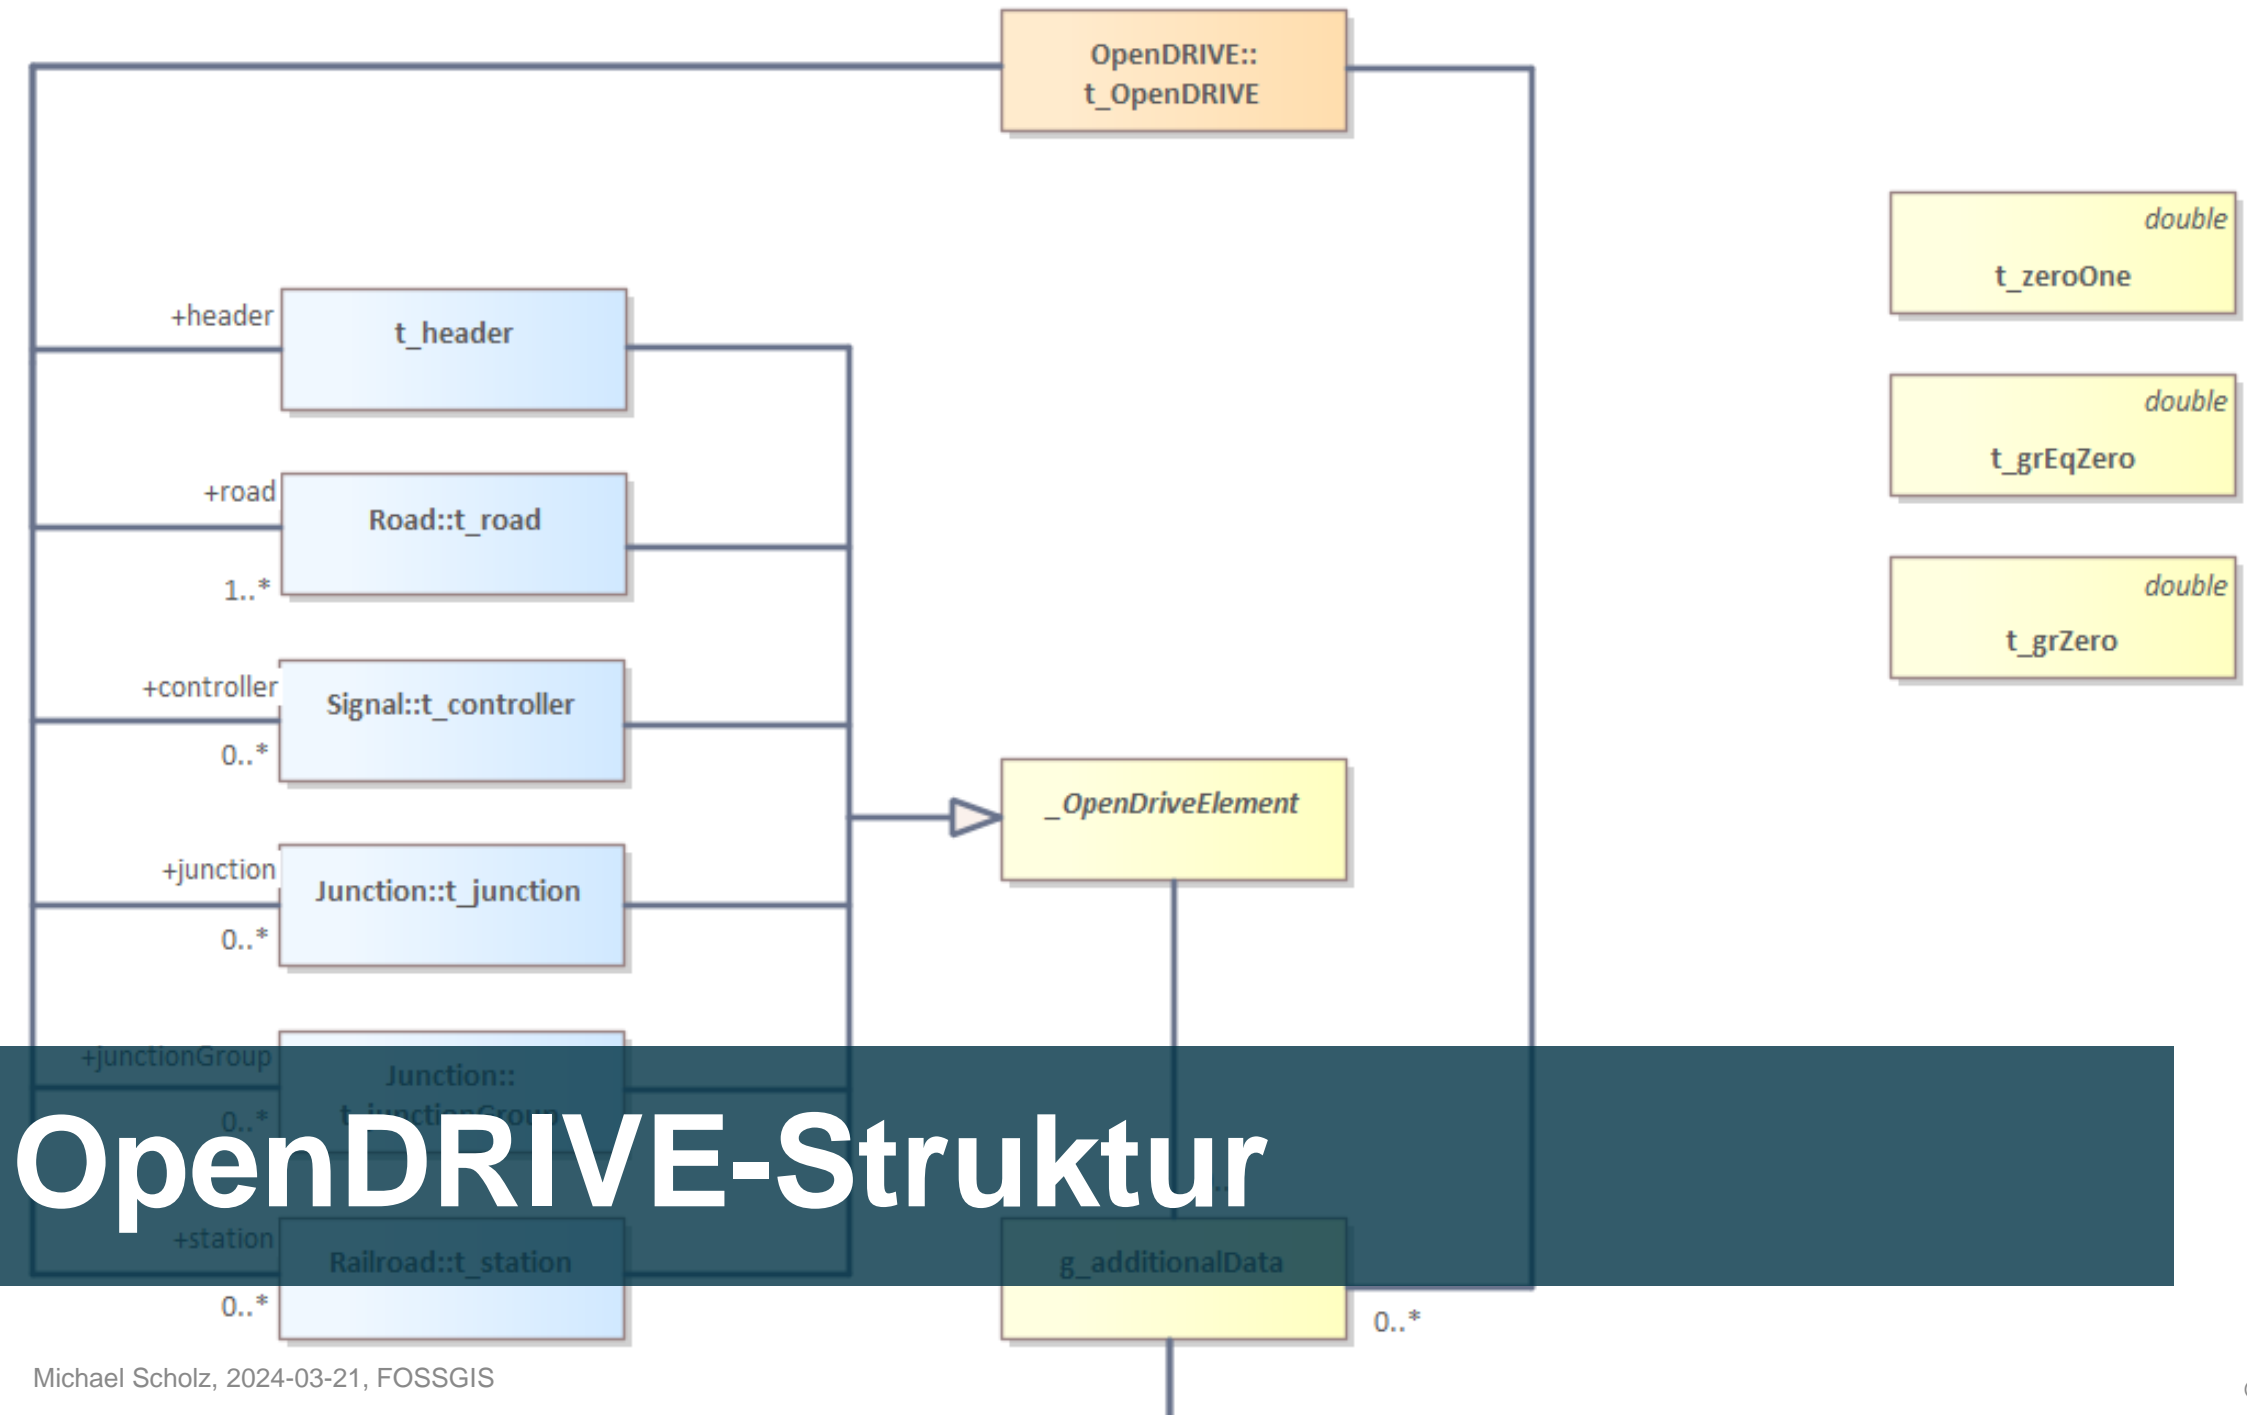 OpenDRIVE::
t_OpenDRIVE
double
t_zeroOne
+header
t_header
double
t_grEqZero
+road
Road::t_road
1..*
double
t_grZero
+controller
Signal::t_controller
0..*
_OpenDriveElement
+junction
Junction::t_junction
0..*
+junctionGroup
Junction::
t_junctionGroup
0..*
OpenDRIVE-Struktur
+station
Railroad::t_station
0..*
g_additionalData
0..*
Michael Scholz, 2024-03-21, FOSSGIS